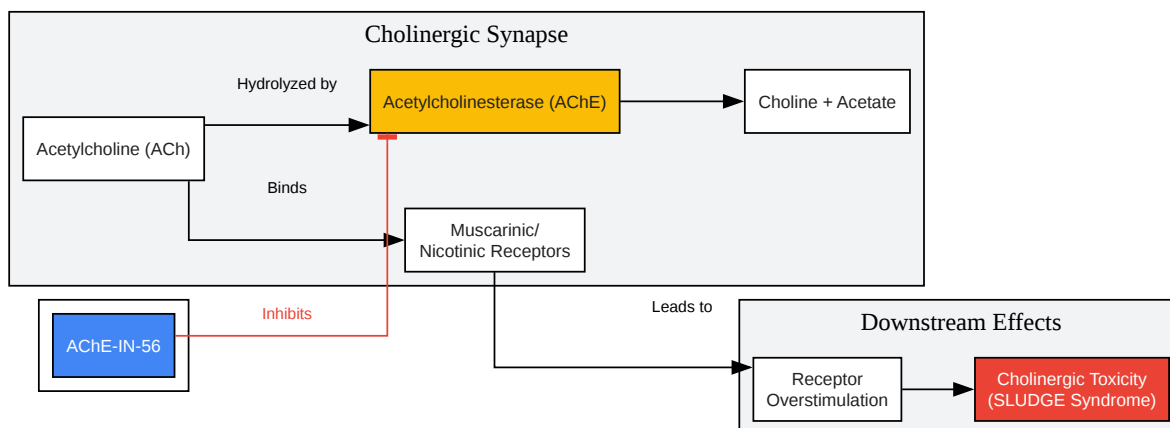 Cholinergic Synapse
Hydrolyzed by
Acetylcholinesterase (AChE)
Choline + Acetate
Acetylcholine (ACh)
Binds
Muscarinic/
Nicotinic Receptors
Inhibits
AChE-IN-56
Leads to
Downstream Effects
Receptor
Overstimulation
Cholinergic Toxicity
(SLUDGE Syndrome)